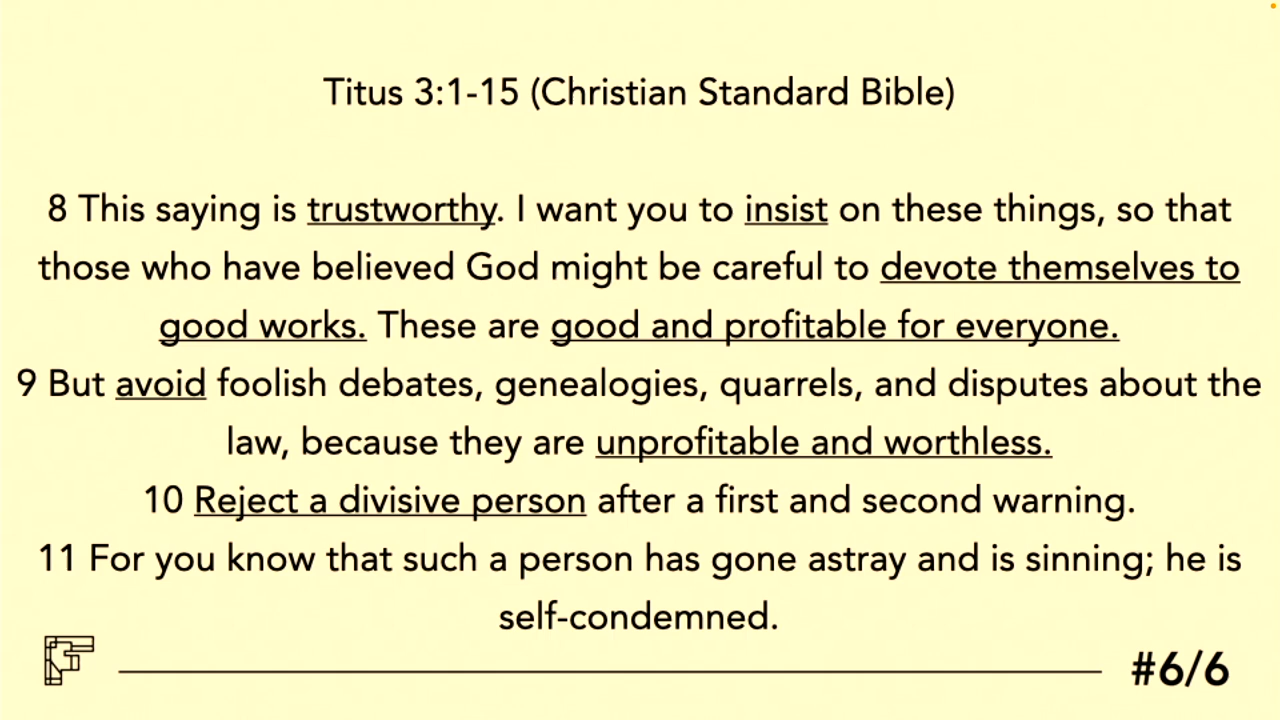 Titus 3:1-15 (Christian Standard Bible)
8 This saying is trustworthy. I want you to insist on these things, so that
those who have believed God might be careful to devote themselves to
good works. These are good and profitable for everyone.
9 But avoid foolish debates, genealogies, quarrels, and disputes about the
law, because they are unprofitable and worthless.
10 Reject a divisive person after a first and second warning.
11 For you know that such a person has gone astray and is sinning; he is
self-condemned.
#6/6